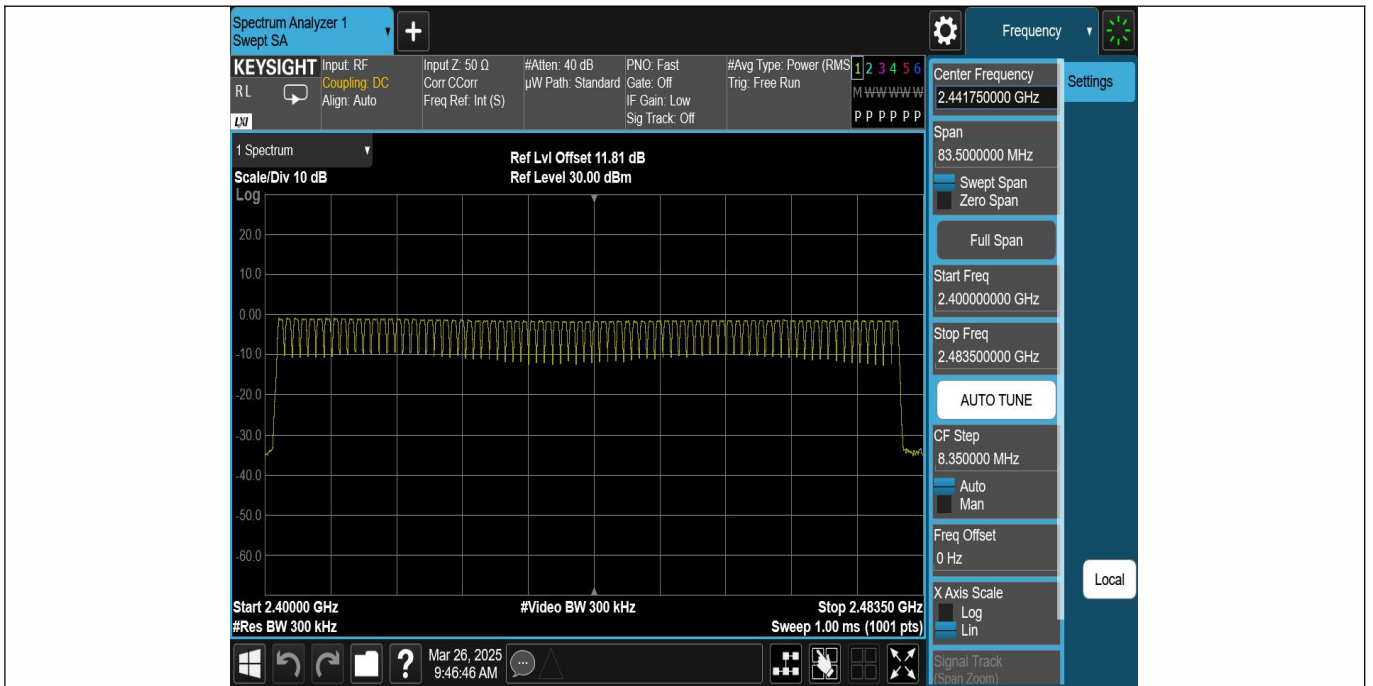 Spectrum Analyzer 1
Swept SA
+
Frequency
KEYSIGHT
RL
LXI
Input: RF
Coupling: DC
Align: Auto
Input Z: 50 Ω
Corr CCorr
Freq Ref: Int (S)
#Atten: 40 dB
µW Path: Standard
PNO: Fast
Gate: Off
IF Gain: Low
Sig Track: Off
#Avg Type: Power (RMS
Trig: Free Run
1 2 3 4 5 6
M W W W W W
P P P P P P
1 Spectrum
Scale/Div 10 dB
Ref Lvl Offset 11.81 dB
Ref Level 30.00 dBm
Log
20.0
10.0
0.00
-10.0
-20.0
-30.0
-40.0
-50.0
-60.0
Start 2.40000 GHz
#Res BW 300 kHz
#Video BW 300 kHz
Stop 2.48350 GHz
Sweep 1.00 ms (1001 pts)
Center Frequency
2.441750000 GHz
Settings
Span
83.5000000 MHz
Swept Span
Zero Span
Full Span
Start Freq
2.400000000 GHz
Stop Freq
2.483500000 GHz
AUTO TUNE
CF Step
8.350000 MHz
Auto
Man
Freq Offset
0 Hz
X Axis Scale
Log
Lin
Signal Track
(Span Zoom)
Local
?
Mar 26, 2025
9:46:46 AM